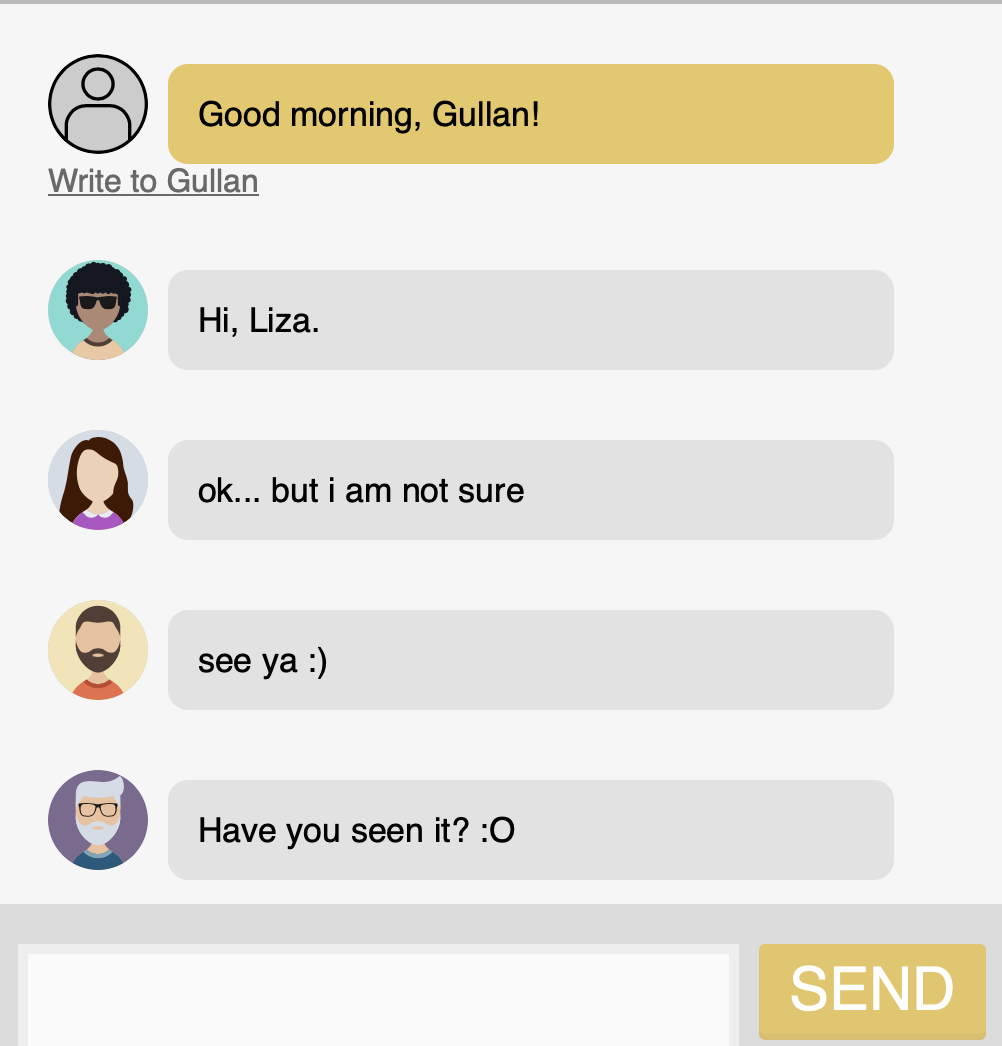 Good morning, Gullan!
Write to Gullan
Hi, Liza.
ok... but i am not sure
see ya :)
Have you seen it? :O
SEND